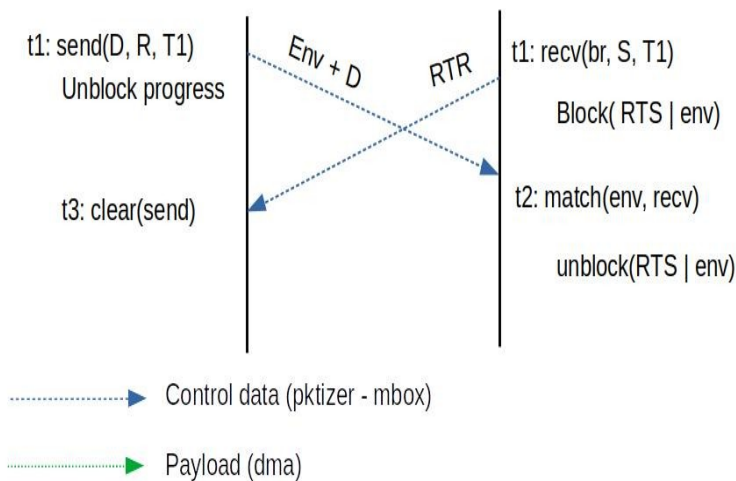 t1: send(D, R, T1)
Unblock progress
Env + D
RTR
t1: recv(br, S, T1)
Block( RTS | env)
t3: clear(send)
t2: match(env, recv)
unblock(RTS | env)
Control data (pktizer - mbox)
Payload (dma)